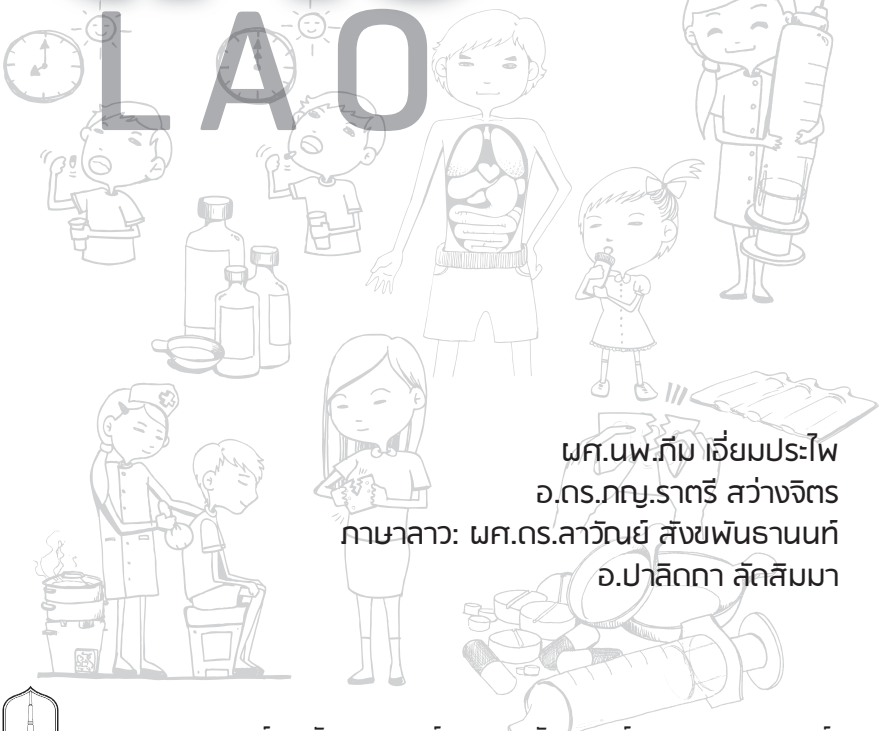 LAO
ผศ.นพ.ภีม เอี่ยมประไพ
อ.ดร.ภญ.ราตรี สว่างจิตร
ภาษาลาว: ผศ.ดร.ลาวัณย์ สังขพันธานนท์
อ.ปาลิตถา ลัดสิมมา